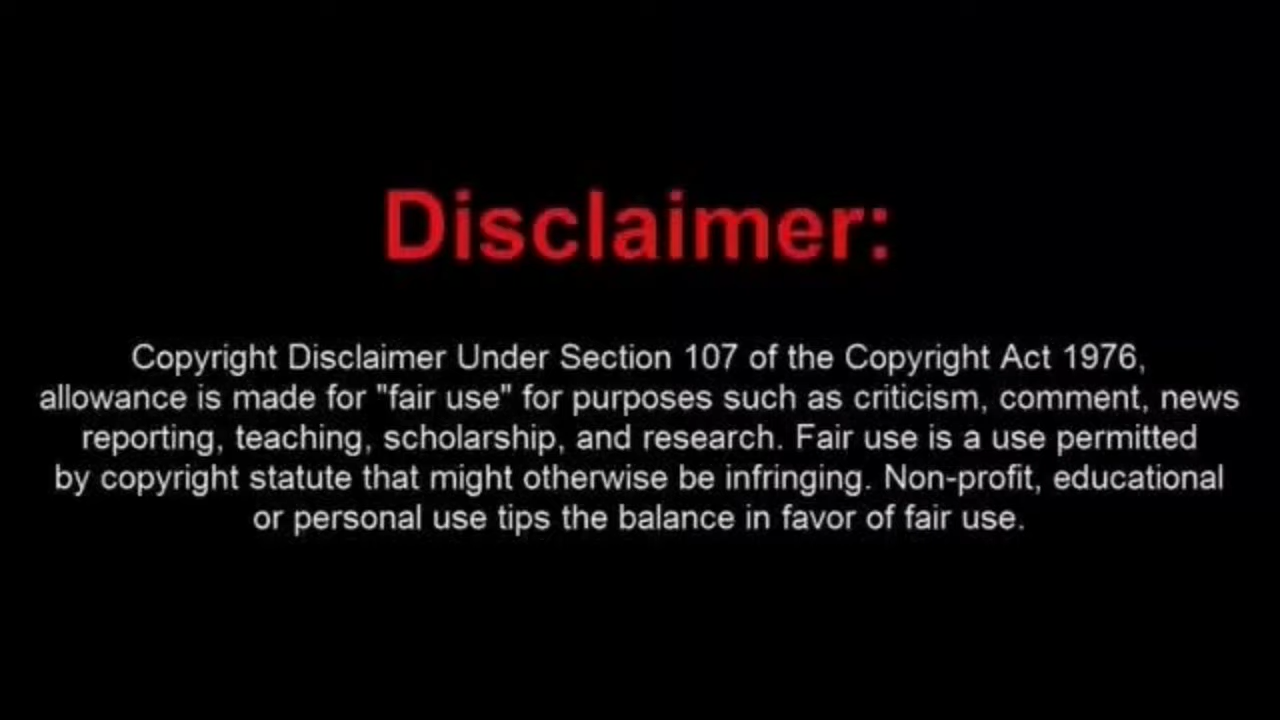 Disclaimer:
Copyright Disclaimer Under Section 107 of the Copyright Act 1976,
allowance is made for "fair use" for purposes such as criticism, comment, news
reporting, teaching, scholarship, and research. Fair use is a use permitted
by copyright statute that might otherwise be infringing. Non-profit, educational
or personal use tips the balance in favor of fair use.